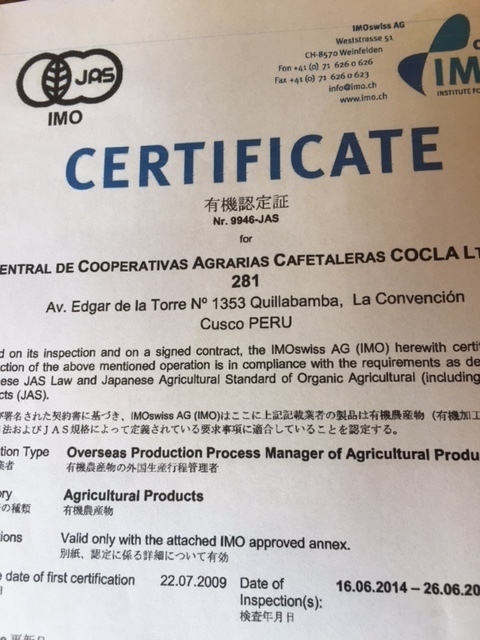 JAS
IMO
IMOswiss AG
Weststrasse 51
CH-8570 Weinfelden
Fon +41 (0) 71 626 0 626
Fax +41 (0) 71 626 0 623
info@imo.ch
www.imo.ch
IM
INSTITUTE FO
CERTIFICATE
有機認定証
Nr. 9946-JAS
for
ENTRAL DE COOPERATIVAS AGRARIAS CAFETALERAS COCLA LT
281
Av. Edgar de la Torre Nº 1353 Quillabamba, La Convención
Cusco PERU
d on its inspection and on a signed contract, the IMOswiss AG (IMO) herewith certi
ction of the above mentioned operation is in compliance with the requirements as de
ese JAS Law and Japanese Agricultural Standard of Organic Agricultural (including
cts (JAS).
署名された契約書に基づき、IMOswiss AG (IMO)はここに上記記載業者の製品は有機農産物（有機加工
法およびＪＡＳ規格によって定義されている要求事項に適合していることを認定する。
tion Type Overseas Production Process Manager of Agricultural Produ
業者 有機農産物の外国生産行程管理者
ory Agricultural Products
の種類 有機農産物
ions Valid only with the attached IMO approved annex.
別紙、認定に係る詳細について有効
e date of first certification 22.07.2009 Date of 16.06.2014 – 26.06.20
Inspection(s):
検査年月日
更新日